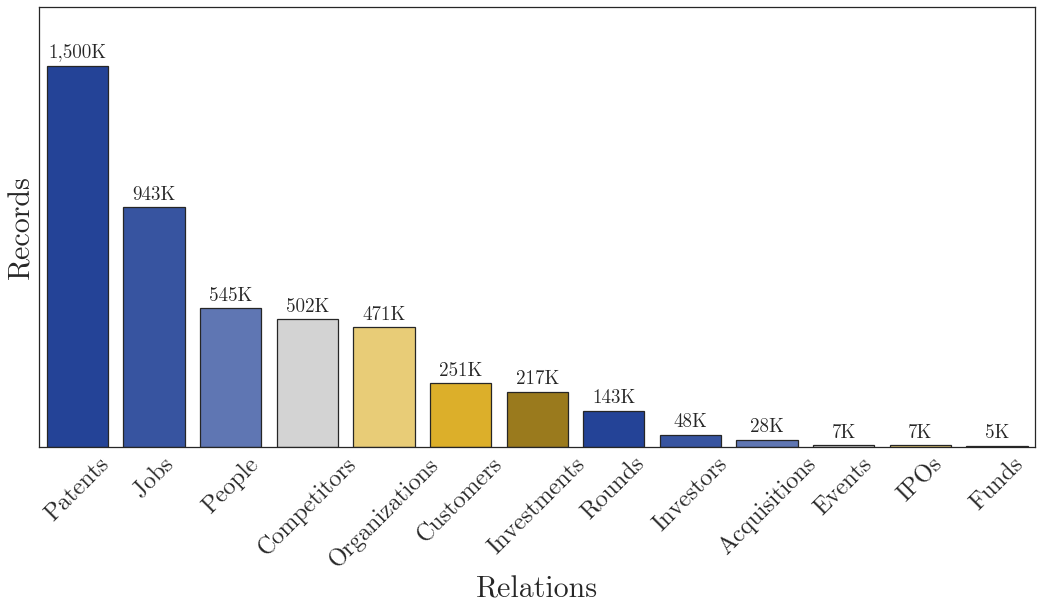 1,500K
943K
545K
502K
471K
251K
217K
143K
48K
28K
7K
7K
5K
Records
Patents
Jobs
People
Competitors
Organizations
Customers
Investments
Rounds
Investors
Acquisitions
Events
IPOs
Funds
Relations